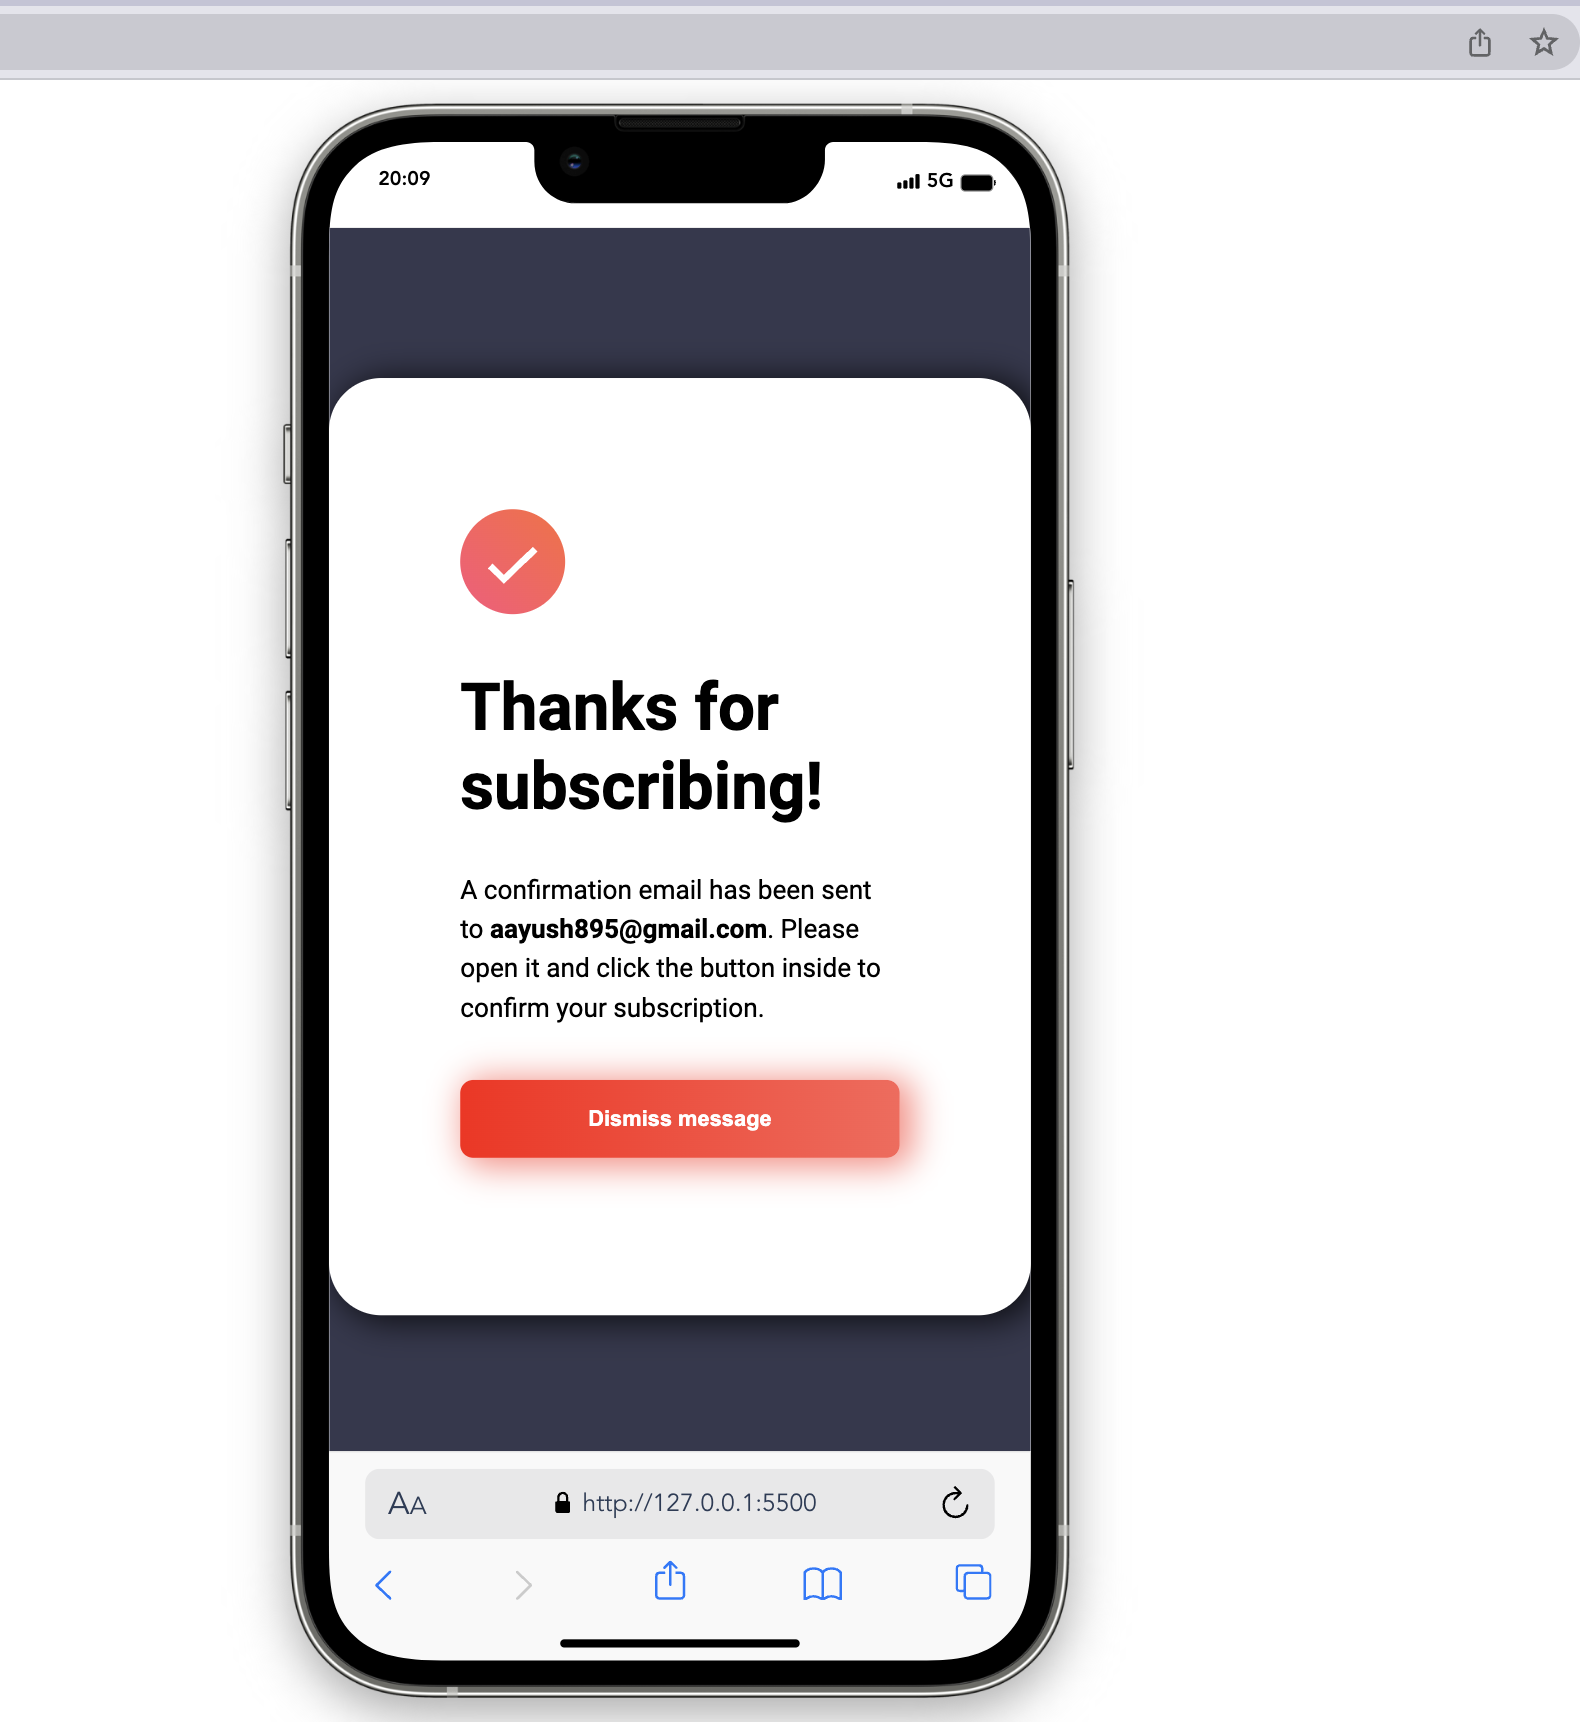 20:09
5G
Thanks for
subscribing!
A confirmation email has been sent
to aayush895@gmail.com. Please
open it and click the button inside to
confirm your subscription.
Dismiss message
AA http://127.0.0.1:5500